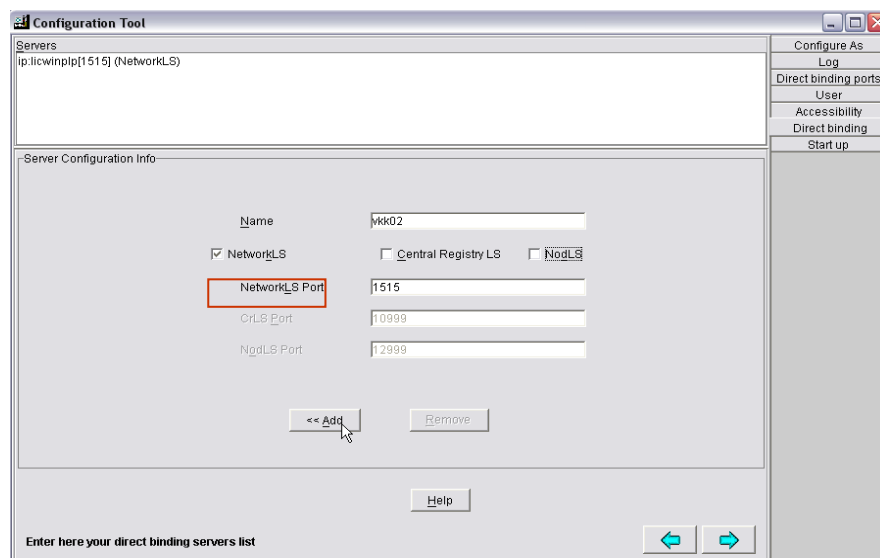 Configuration Tool
Servers
ip:licwinplp[1515] (NetworkLS)
Configure As
Log
Direct binding ports
User
Accessibility
Direct binding
Start up
Server Configuration Info
Name
vkk02
NetworkLS
Central Registry LS
NodLS
NetworkLS Port
1515
CrLS Port
10999
NodLS Port
12999
<< Add
Remove
Help
Enter here your direct binding servers list